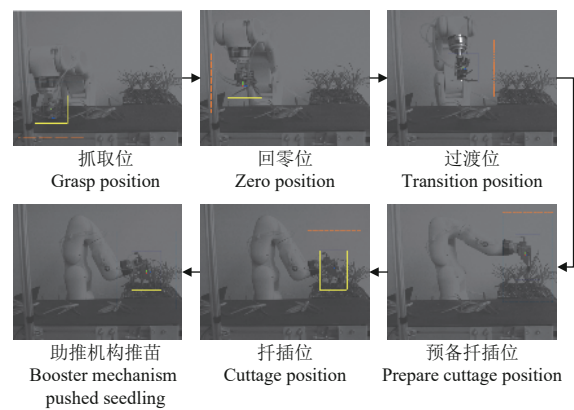 抓取位
Grasp position
回零位
Zero position
过渡位
Transition position
助推机构推苗
Booster mechanism
pushed seedling
扦插位
Cuttage position
预备扦插位
Prepare cuttage position